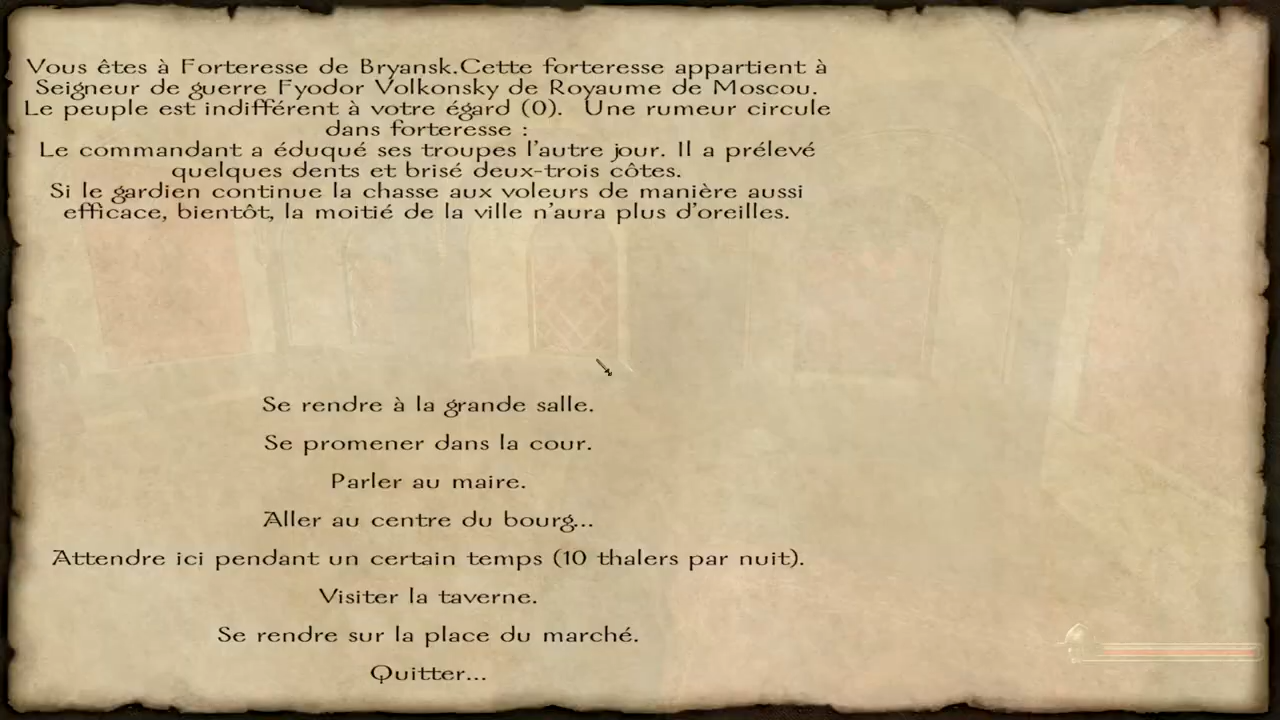 Vous êtes à Forteresse de Bryansk.Cette forteresse appartient à
Seigneur de guerre Fyodor Volkonsky de Royaume de Moscou.
Le peuple est indifférent à votre égard (0).  Une rumeur circule
dans forteresse :
Le commandant a éduqué ses troupes l'autre jour. Il a prélevé
quelques dents et brisé deux-trois côtes.
Si le gardien continue la chasse aux voleurs de manière aussi
efficace, bientôt, la moitié de la ville n'aura plus d'oreilles.
Se rendre à la grande salle.
Se promener dans la cour.
Parler au maire.
Aller au centre du bourg...
Attendre ici pendant un certain temps (10 thalers par nuit).
Visiter la taverne.
Se rendre sur la place du marché.
Quitter...